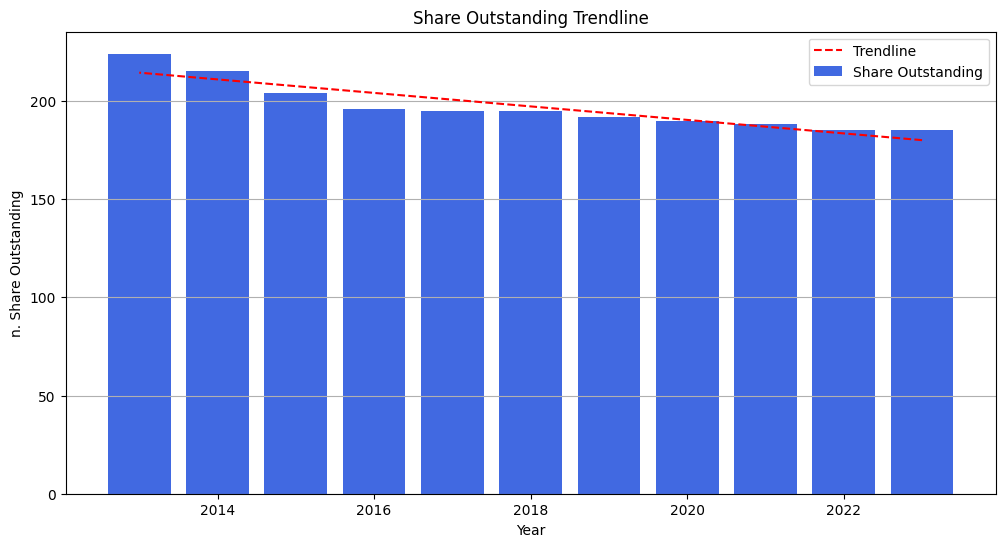 Share Outstanding Trendline
Trendline
Share Outstanding
n. Share Outstanding
200
150
100
50
0
2014 2016 2018 2020 2022
Year